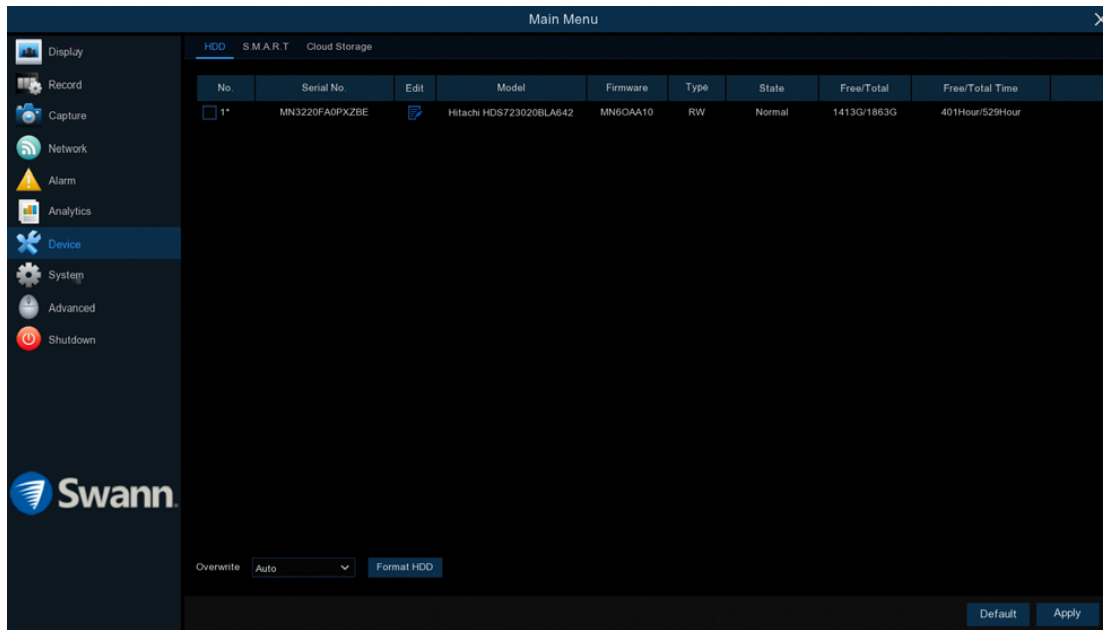 Main Menu
Display
Record
Capture
Network
Alarm
Analytics
Device
System
Advanced
Shutdown
Swann
HDD S.M.A.R.T Cloud Storage
No. Serial No. Edit Model Firmware Type State Free/Total Free/Total Time
1* MN3220FA0PXZBE Hitachi HDS723020BLA642 MN6OAA10 RW Normal 1413G/1863G 401Hour/529Hour
Overwrite Auto Format HDD
Default Apply